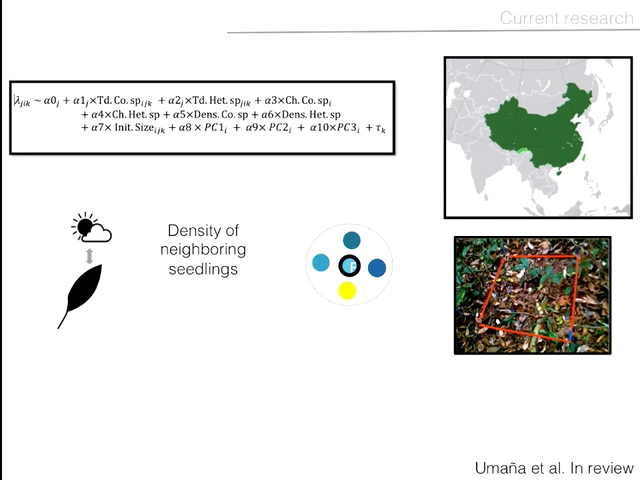 Current research
λⱼᵢₖ ~ α0ⱼ + α1ⱼ×Td. Co. spᵢⱼₖ + α2ⱼ×Td. Het. spⱼᵢₖ + α3×Ch. Co. spᵢ
+ α4×Ch. Het. sp + α5×Dens. Co. sp + α6×Dens. Het. sp
+ α7× Init. Sizeᵢⱼₖ + α8 × PC1ᵢ + α9× PC2ᵢ + α10×PC3ᵢ + τₖ
Density of
neighboring
seedlings
Umaña et al. In review